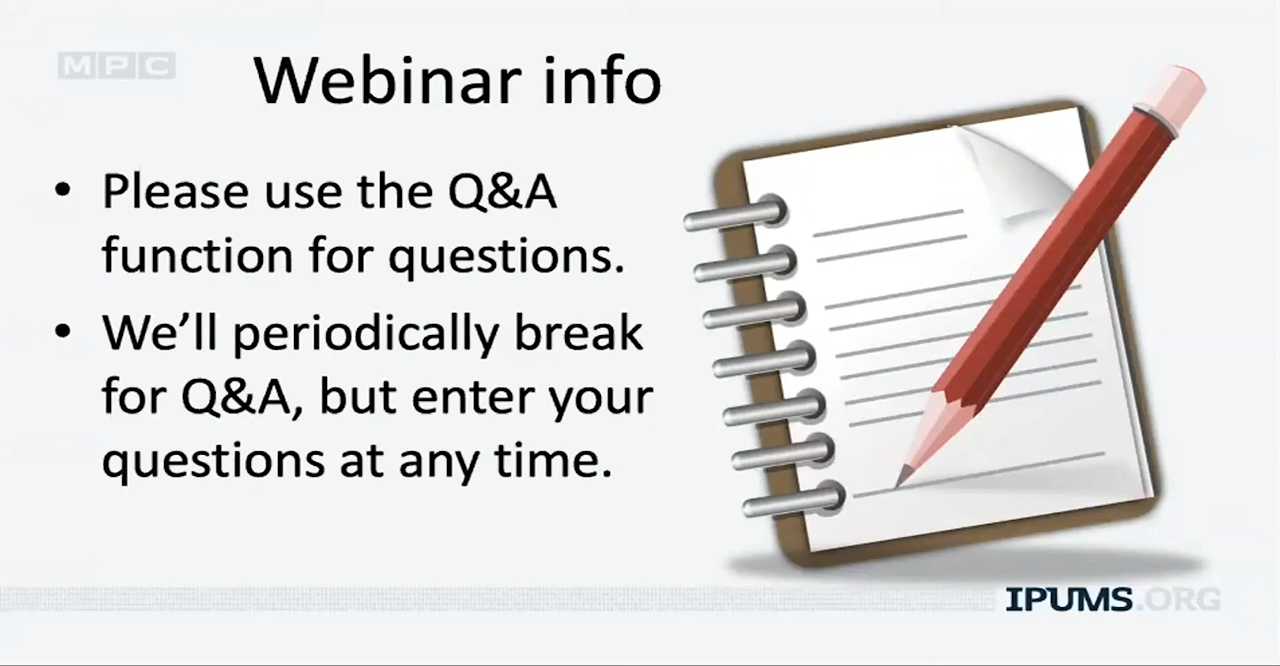 MPC
Webinar info
• Please use the Q&A
function for questions.
• We’ll periodically break
for Q&A, but enter your
questions at any time.
IPUMS.ORG